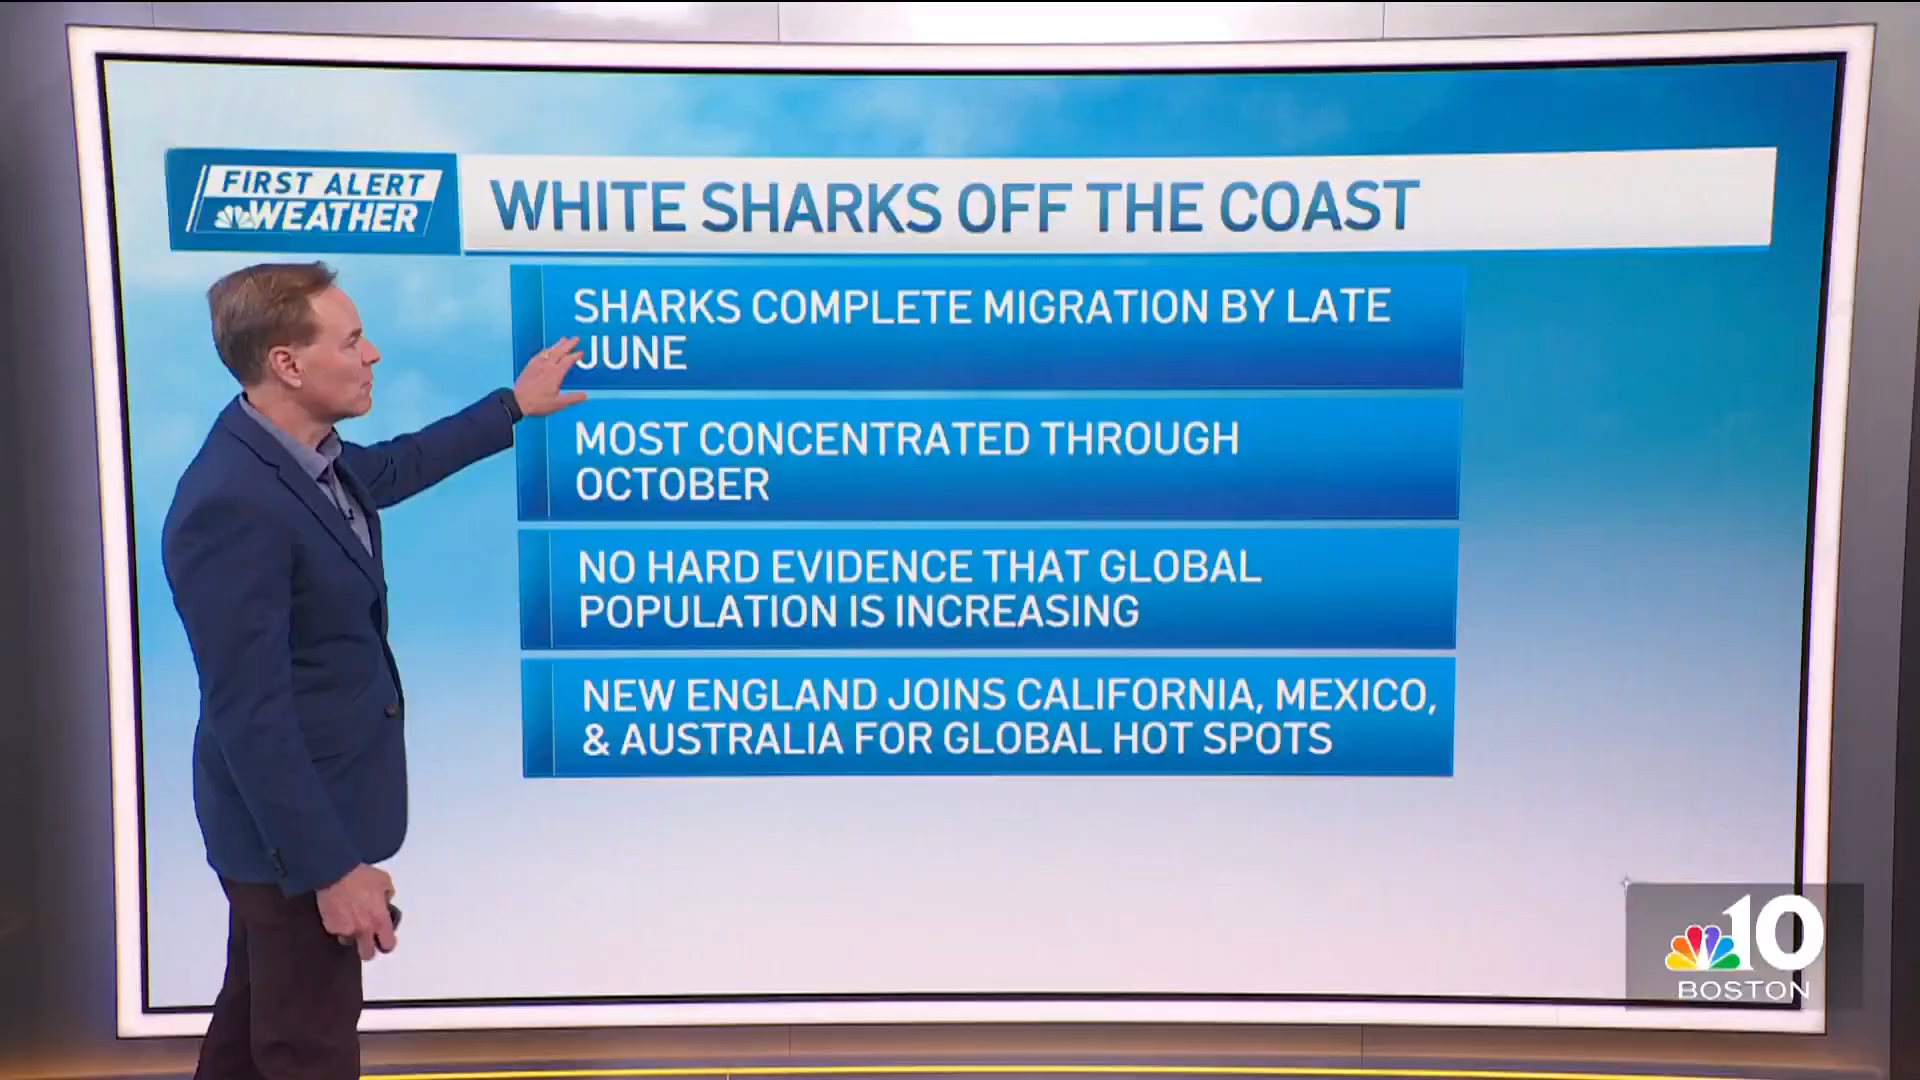 FIRST ALERT
WEATHER
WHITE SHARKS OFF THE COAST
SHARKS COMPLETE MIGRATION BY LATE
JUNE
MOST CONCENTRATED THROUGH
OCTOBER
NO HARD EVIDENCE THAT GLOBAL
POPULATION IS INCREASING
NEW ENGLAND JOINS CALIFORNIA, MEXICO,
& AUSTRALIA FOR GLOBAL HOT SPOTS
10
BOSTON